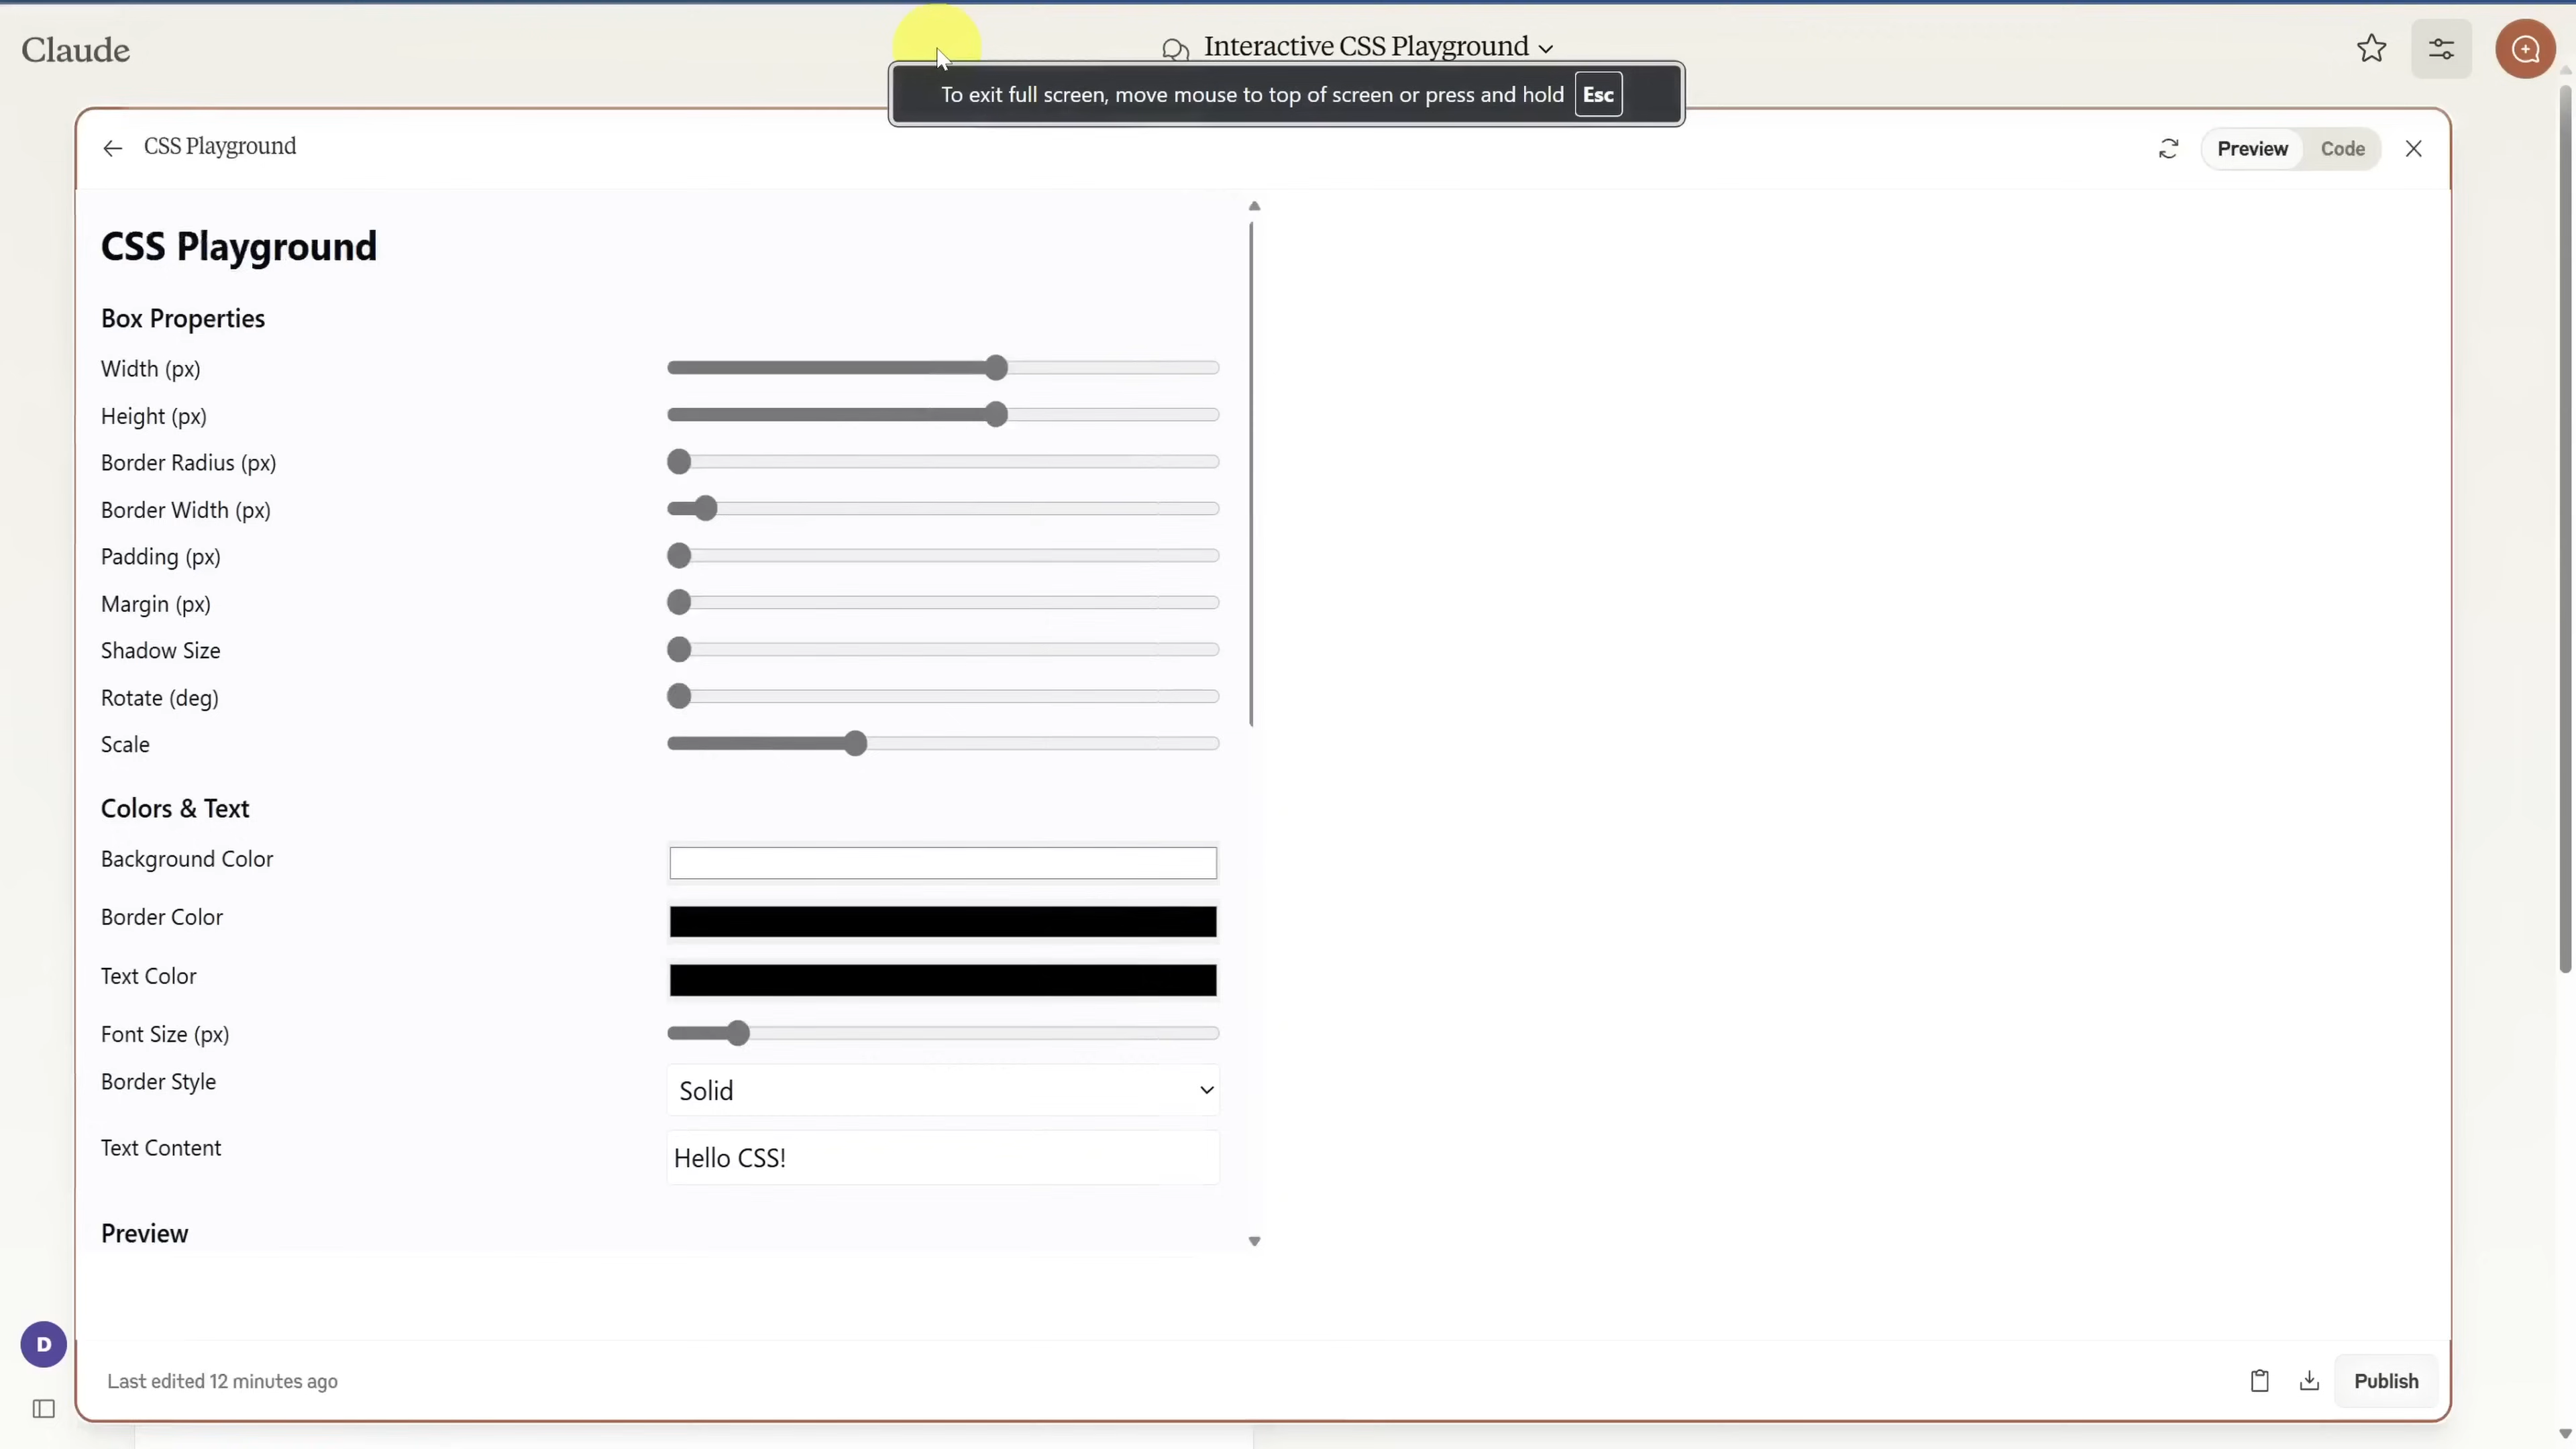 Claude
Interactive CSS Playground
To exit full screen, move mouse to top of screen or press and hold Esc
CSS Playground
Preview Code
CSS Playground
Box Properties
Width (px)
Height (px)
Border Radius (px)
Border Width (px)
Padding (px)
Margin (px)
Shadow Size
Rotate (deg)
Scale
Colors & Text
Background Color
Border Color
Text Color
Font Size (px)
Border Style
Solid
Text Content
Hello CSS!
Preview
D
Last edited 12 minutes ago
Publish